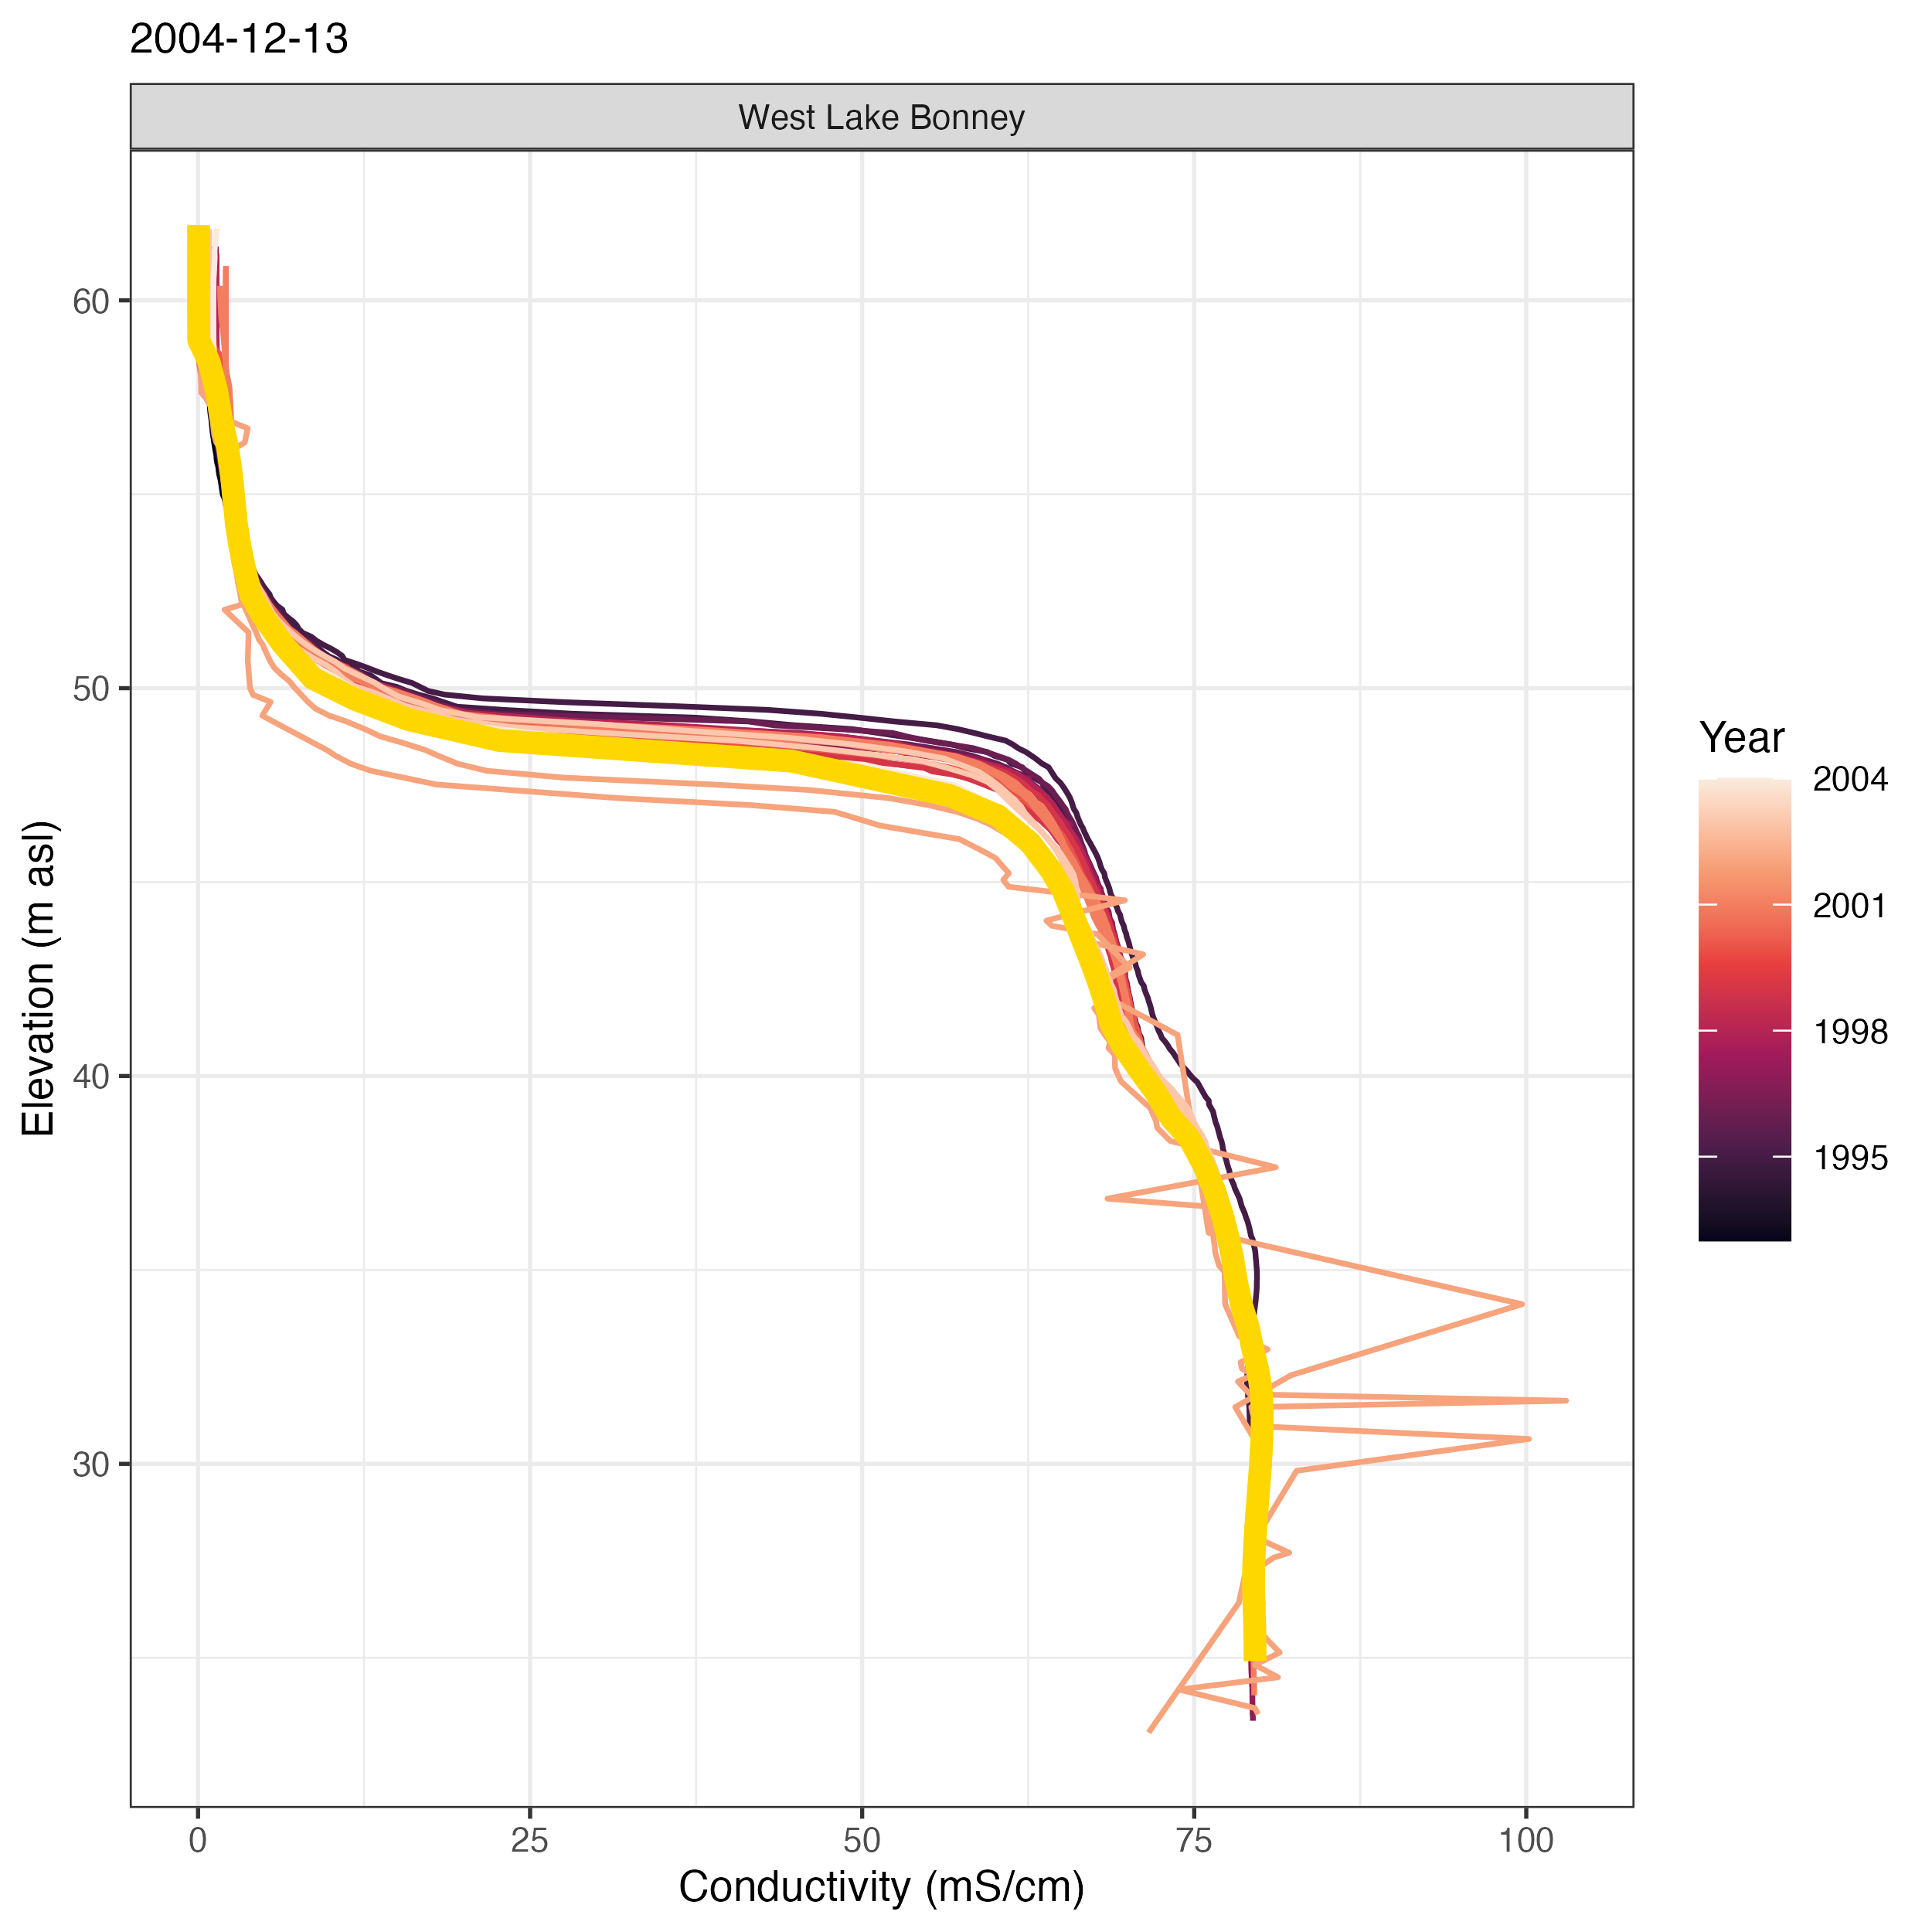 2004-12-13
West Lake Bonney
60
50
40
30
Elevation (m asl)
0 25 50 75 100
Conductivity (mS/cm)
Year
2004
2001
1998
1995